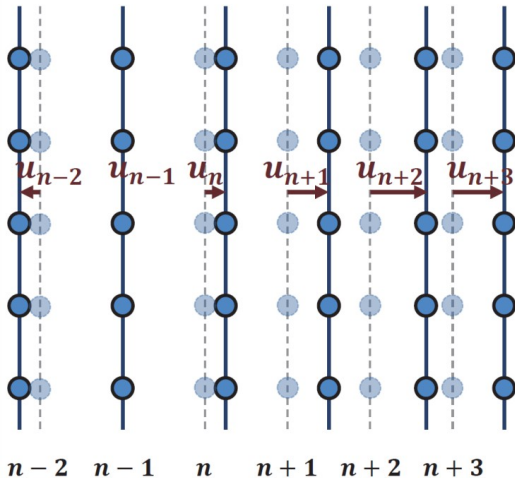 u_{n-2} u_{n-1} u_n u_{n+1} u_{n+2} u_{n+3}
n − 2 n − 1 n n + 1 n + 2 n + 3